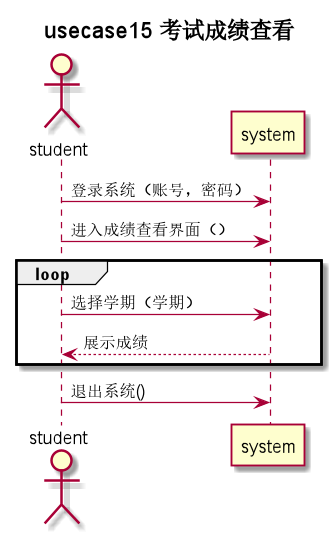 usecase15 考试成绩查看
student
system
登录系统（账号，密码）
进入成绩查看界面（）
loop
选择学期（学期）
展示成绩
退出系统()
student
system